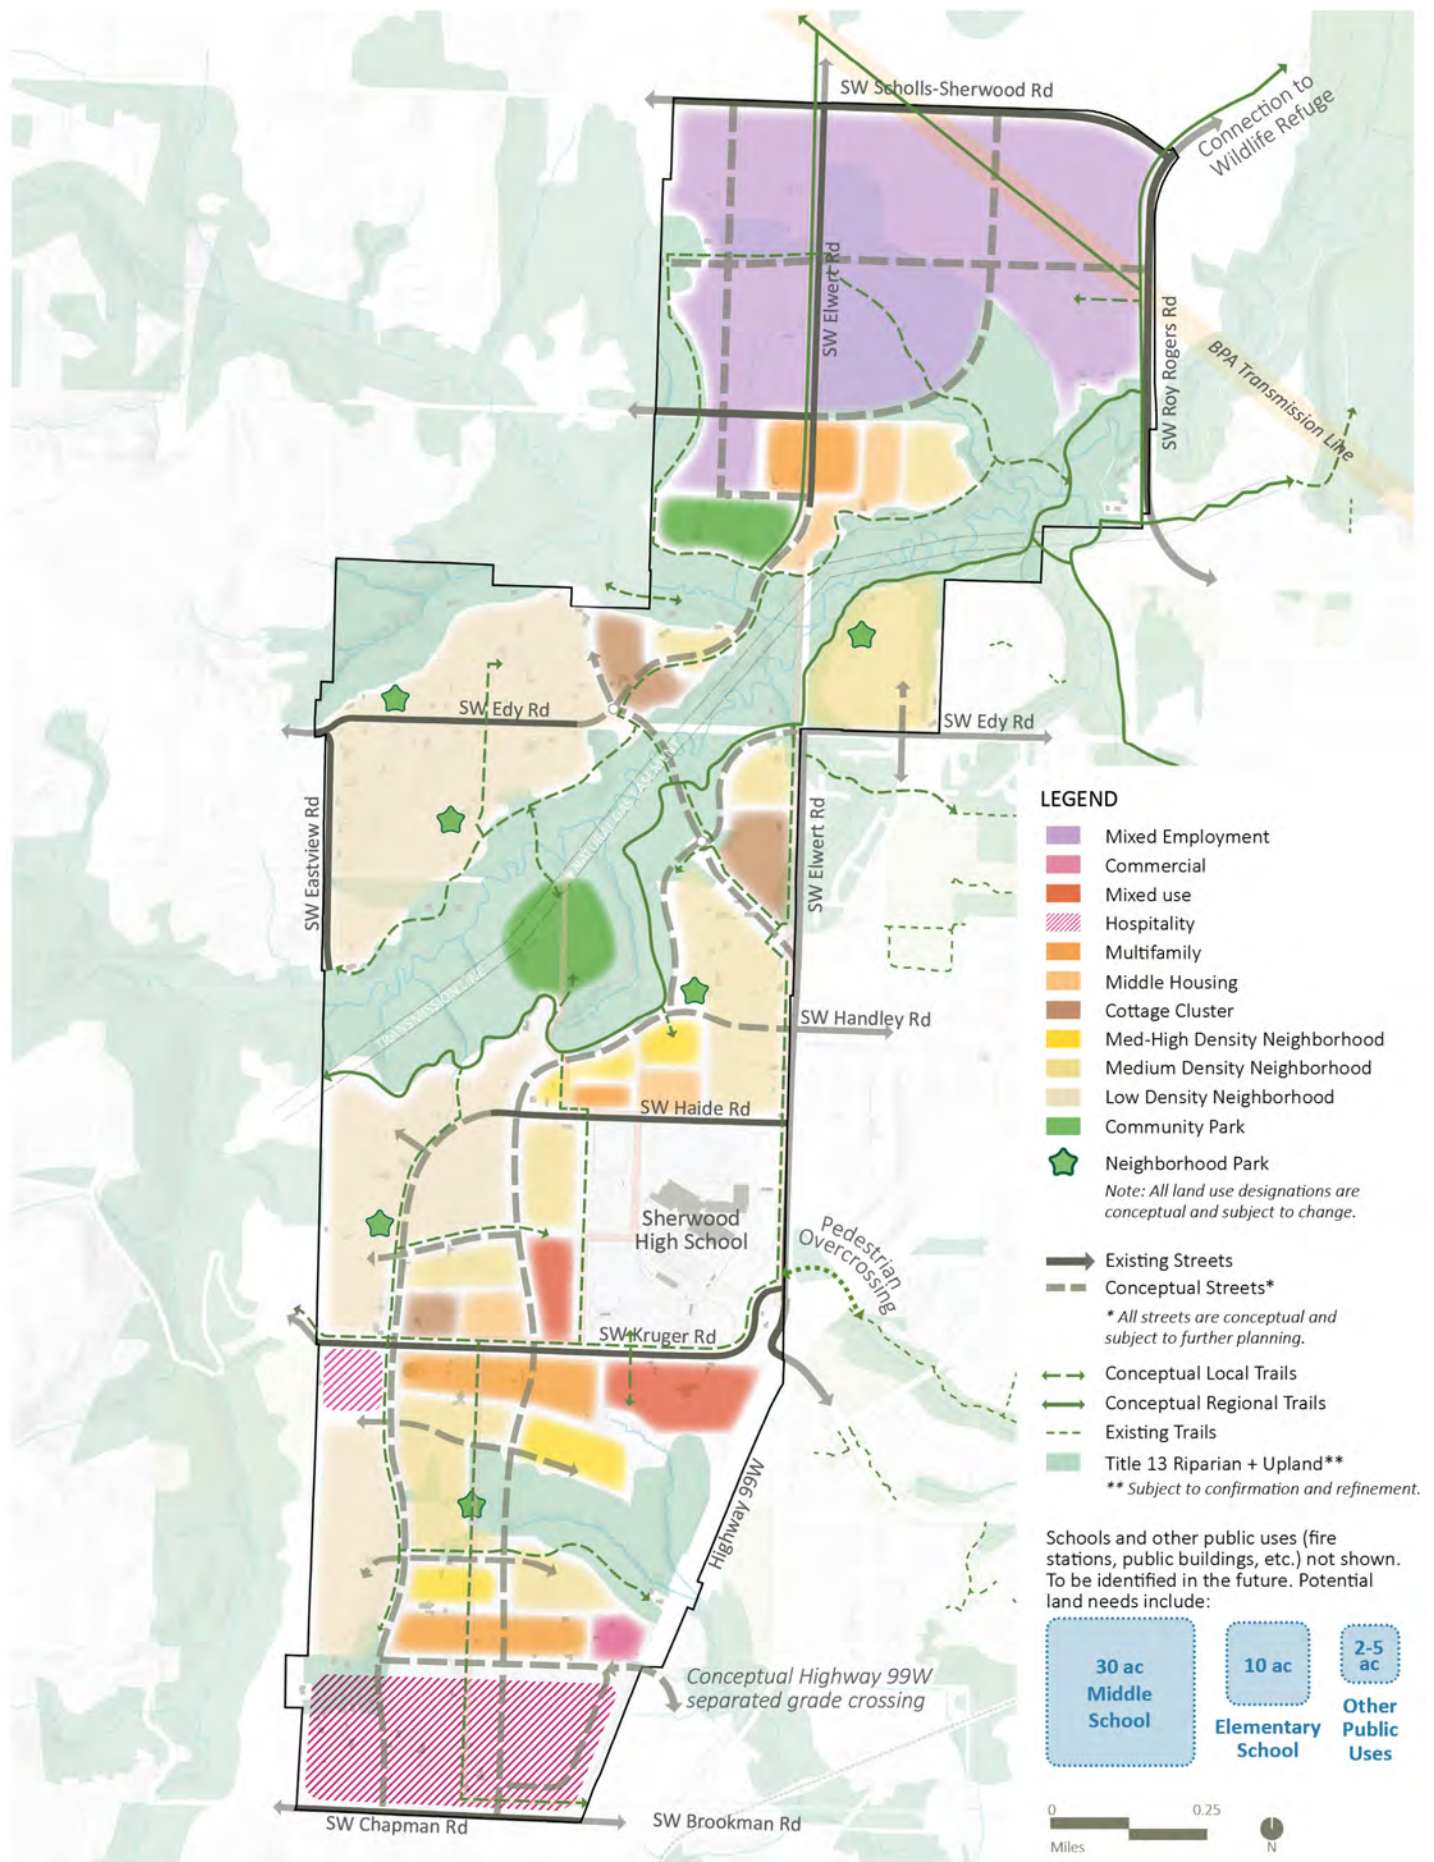 SW Scholls-Sherwood Rd
Connection to
Wildlife Refuge
SW Elwert Rd
SW Roy Rogers Rd
BPA Transmission Line
SW Edy Rd
SW Edy Rd
SW Eastview Rd
SW Elwert Rd
TRANSMISSION LINE
SW Handley Rd
SW Haide Rd
Sherwood
High School
Pedestrian
Overcrossing
SW Kruger Rd
Highway 99W
Conceptual Highway 99W
separated grade crossing
SW Chapman Rd
SW Brookman Rd
LEGEND
Mixed Employment
Commercial
Mixed use
Hospitality
Multifamily
Middle Housing
Cottage Cluster
Med-High Density Neighborhood
Medium Density Neighborhood
Low Density Neighborhood
Community Park
Neighborhood Park
Note: All land use designations are
conceptual and subject to change.
Existing Streets
Conceptual Streets*
* All streets are conceptual and
subject to further planning.
Conceptual Local Trails
Conceptual Regional Trails
Existing Trails
Title 13 Riparian + Upland**
** Subject to confirmation and refinement.
Schools and other public uses (fire
stations, public buildings, etc.) not shown.
To be identified in the future. Potential
land needs include:
30 ac
Middle
School
10 ac
Elementary
School
2-5
ac
Other
Public
Uses
0 0.25
Miles
N